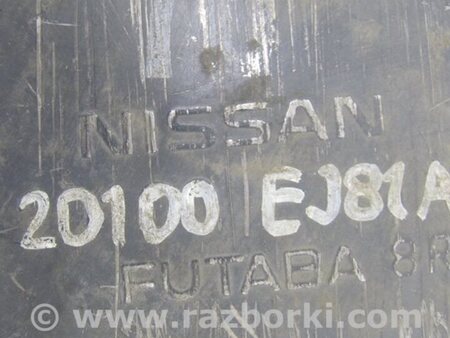 NISSAN
20100 EJ81A
FUTABA 8R
© www.razborki.com